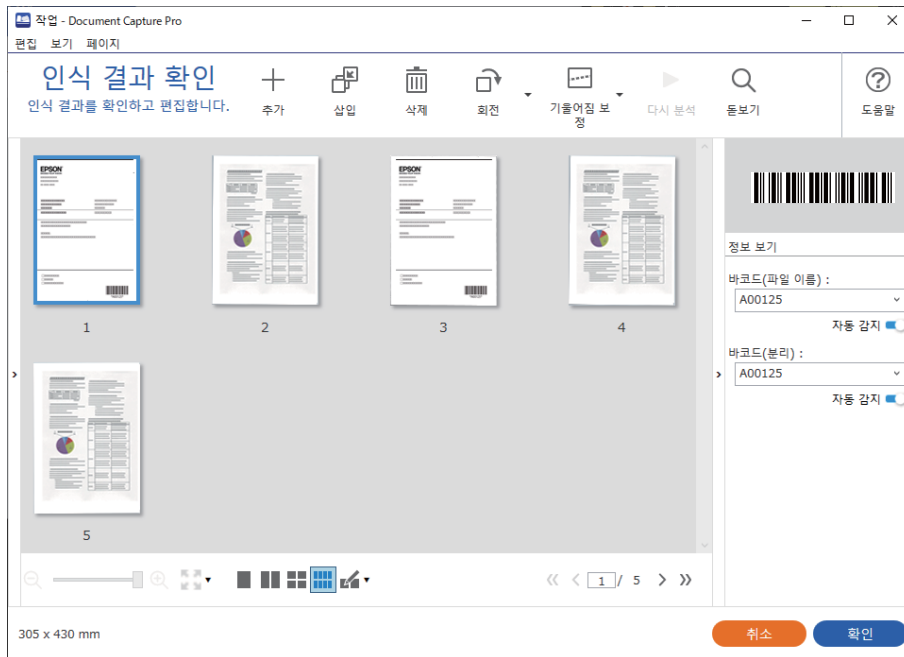 작업 - Document Capture Pro
편집 보기 페이지
인식 결과 확인
인식 결과를 확인하고 편집합니다.
추가
삽입
삭제
회전
기울어짐 보
정
다시 분석
돋보기
도움말
EPSON
EPSON
1
2
3
4
5
정보 보기
바코드(파일 이름) :
A00125
자동 감지
바코드(분리) :
A00125
자동 감지
1 / 5
305 x 430 mm
취소
확인